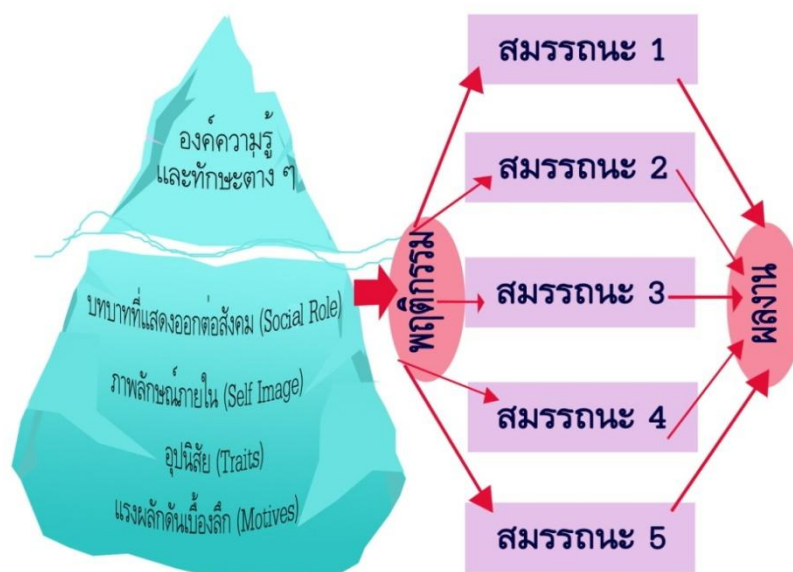 องค์ความรู้
และทักษะต่าง ๆ
บทบาทที่แสดงออกต่อสังคม (Social Role)
ภาพลักษณ์ภายใน (Self Image)
อุปนิสัย (Traits)
แรงผลักดันเบื้องลึก (Motives)
พฤติกรรม
สมรรถนะ 1
สมรรถนะ 2
สมรรถนะ 3
สมรรถนะ 4
สมรรถนะ 5
ผลงาน